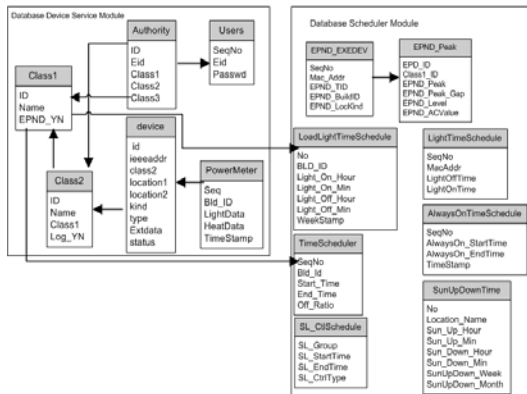 Database Device Service Module
Authority
ID
Eid
Class1
Class2
Class3
Users
SeqNo
Eid
Passwd
Class1
ID
Name
EPND_YN
device
id
ieeeaddr
class2
location1
location2
kind
type
Extdata
status
Class2
ID
Name
Class1
Log_YN
PowerMeter
Seq
Bld_ID
LightData
HeatData
TimeStamp
Database Scheduler Module
EPND_EXEDEV
SeqNo
Mac_Addr
EPND_TID
EPND_BuildID
EPND_LocKind
EPND_Peak
EPD_ID
Class1_ID
EPND_Peak
EPND_Peak_Gap
EPND_Level
EPND_ACValue
LoadLightTimeSchedule
No
BLD_ID
Light_On_Hour
Light_On_Min
Light_Off_Hour
Light_Off_Min
WeekStamp
LightTimeSchedule
SeqNo
MacAddr
LightOffTime
LightOnTime
AlwaysOnTimeSchedule
SeqNo
AlwaysOn_StartTime
AlwaysOn_EndTime
TimeStamp
TimeScheduler
SeqNo
Bld_Id
Start_Time
End_Time
Off_Ratio
SunUpDownTime
No
Location_Name
Sun_Up_Hour
Sun_Up_Min
Sun_Down_Hour
Sun_Down_Min
SunUpDown_Week
SunUpDown_Month
SL_CtlSchedule
SL_Group
SL_StartTime
SL_EndTime
SL_CtrlType